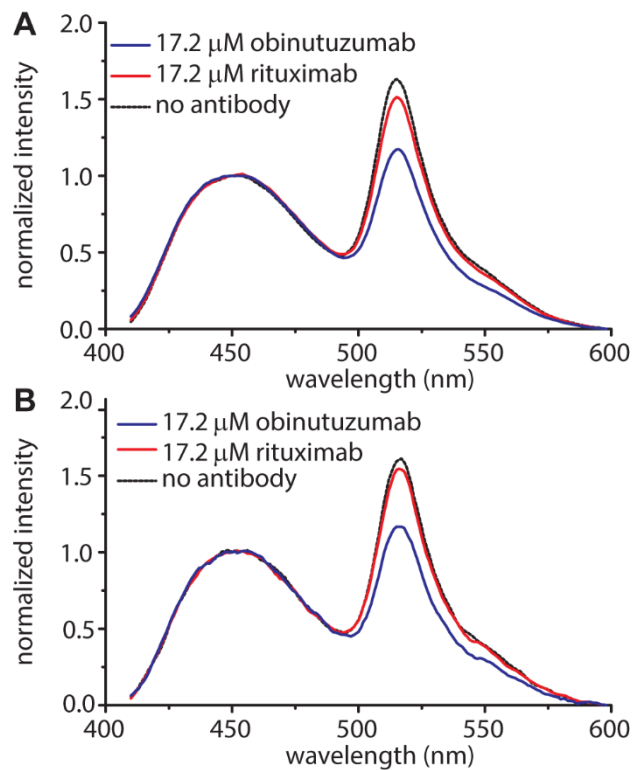 A
2.0
17.2 μM obinutuzumab
17.2 μM rituximab
no antibody
1.5
1.0
0.5
0.0
normalized intensity
400 450 500 550 600
wavelength (nm)
B
2.0
17.2 μM obinutuzumab
17.2 μM rituximab
no antibody
1.5
1.0
0.5
0.0
normalized intensity
400 450 500 550 600
wavelength (nm)